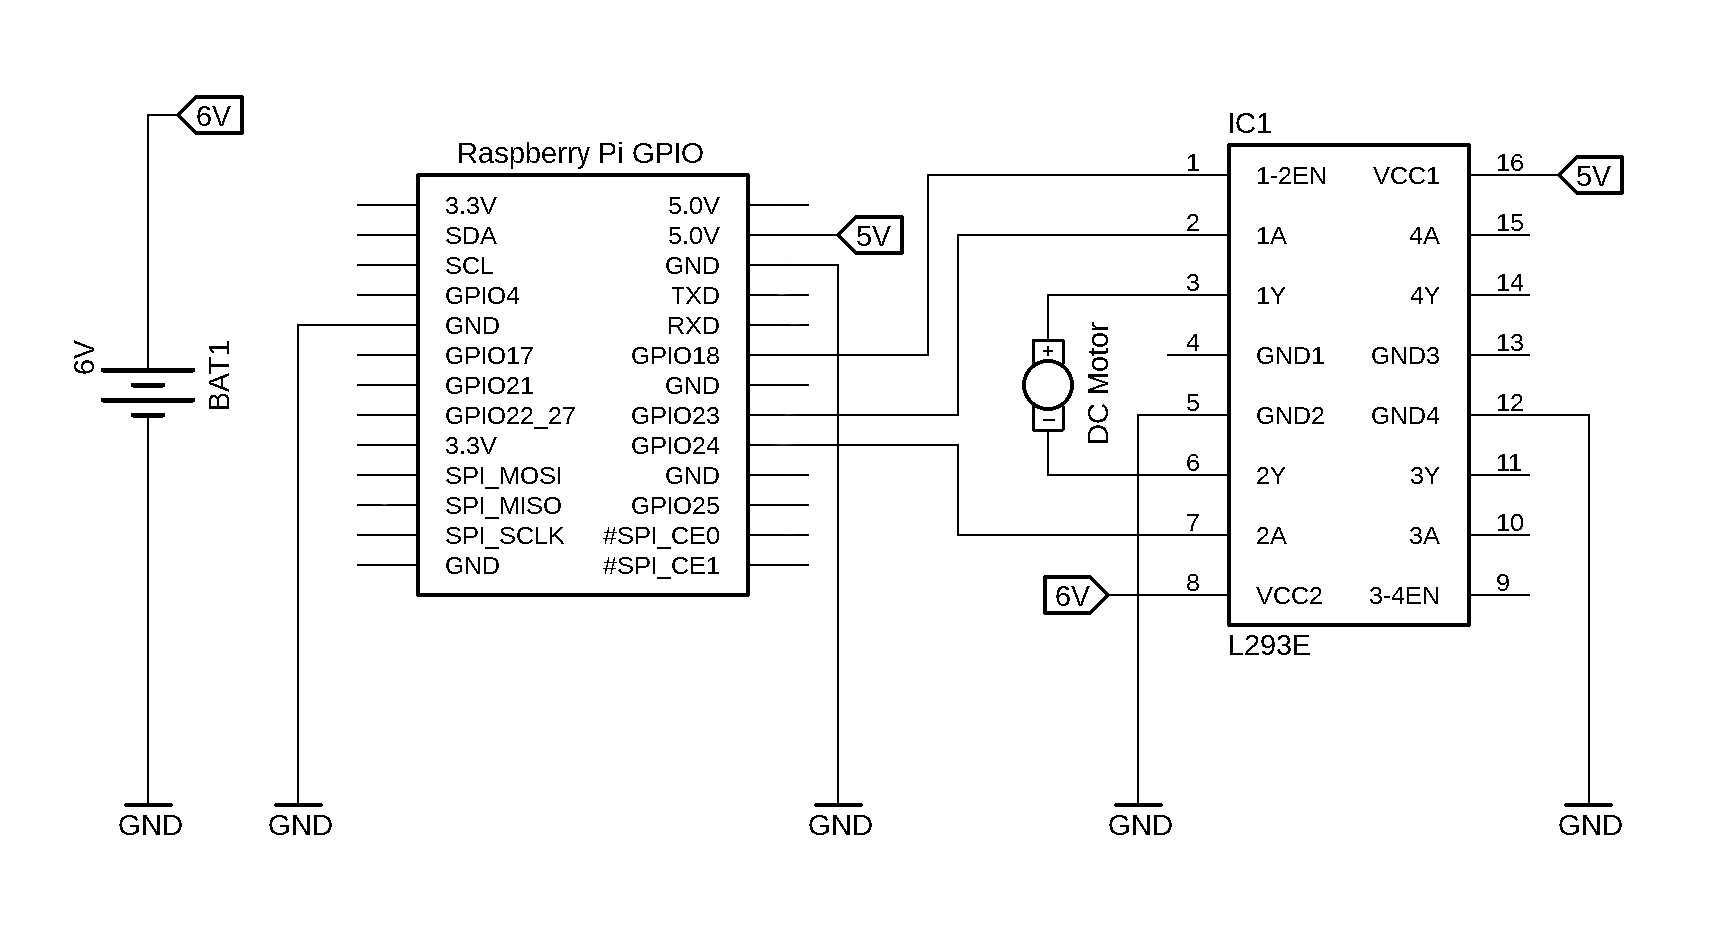 6V
6V
BAT1
GND
Raspberry Pi GPIO
3.3V 5.0V
SDA 5.0V
SCL GND
GPIO4 TXD
GND RXD
GPIO17 GPIO18
GPIO21 GND
GPIO22_27 GPIO23
3.3V GPIO24
SPI_MOSI GND
SPI_MISO GPIO25
SPI_SCLK #SPI_CE0
GND #SPI_CE1
5V
GND
GND
+
−
DC Motor
6V
GND
IC1
1 1-2EN VCC1 16
2 1A 4A 15
3 1Y 4Y 14
4 GND1 GND3 13
5 GND2 GND4 12
6 2Y 3Y 11
7 2A 3A 10
8 VCC2 3-4EN 9
L293E
5V
GND